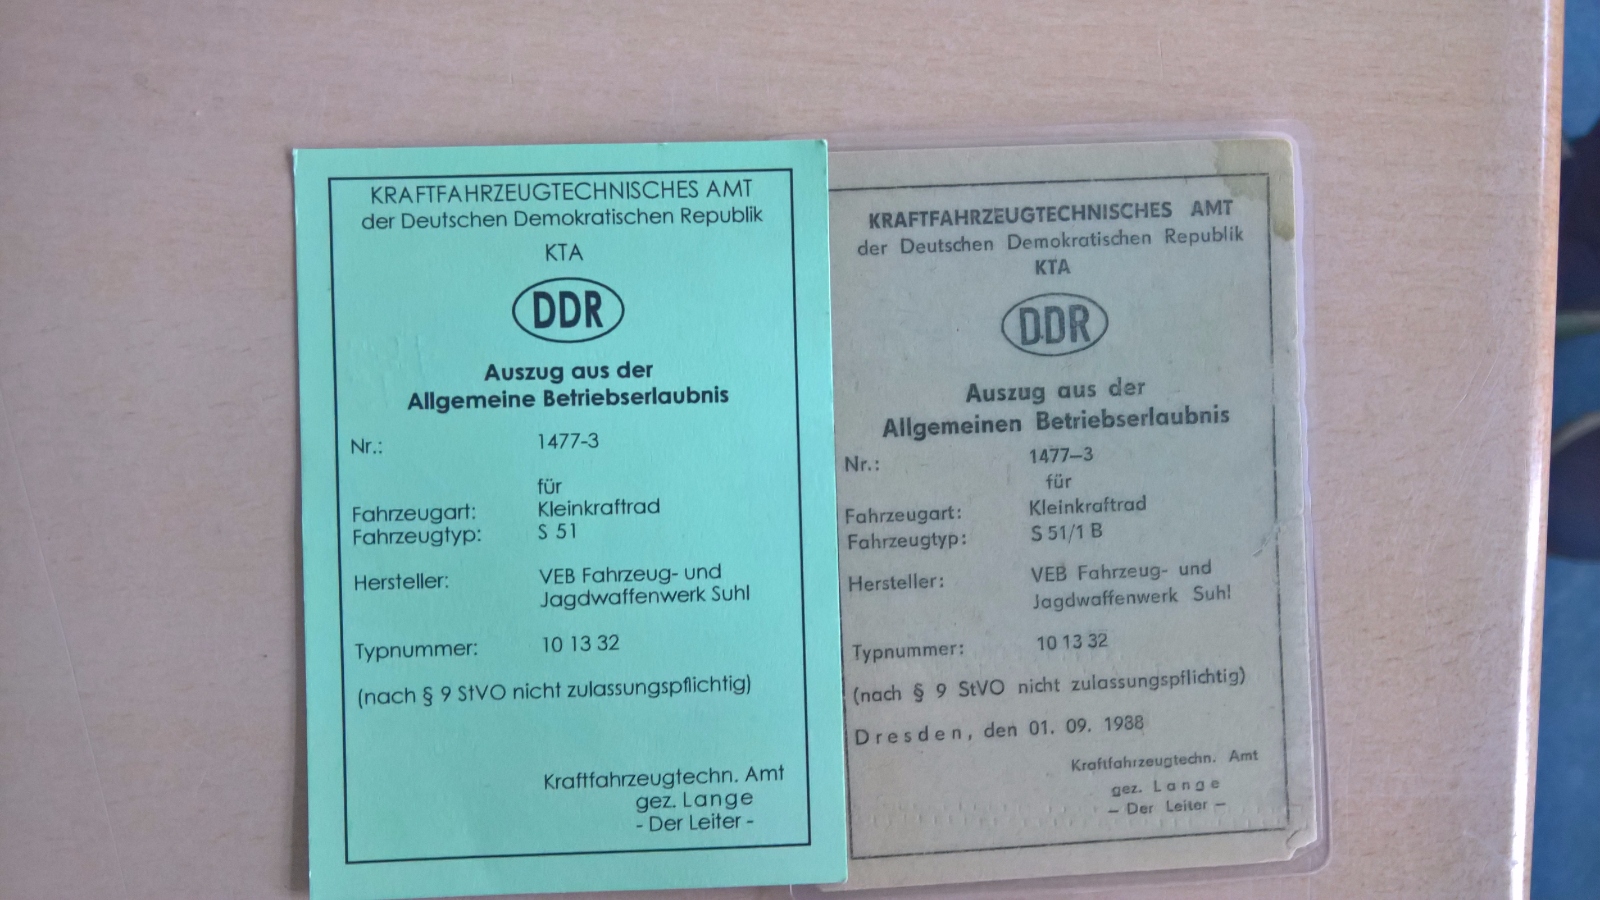 KRAFTFAHRZEUGTECHNISCHES AMT
der Deutschen Demokratischen Republik
KTA
DDR
Auszug aus der
Allgemeine Betriebserlaubnis
Nr.: 1477-3
für
Fahrzeugart: Kleinkraftrad
Fahrzeugtyp: S 51
Hersteller: VEB Fahrzeug- und
Jagdwaffenwerk Suhl
Typnummer: 10 13 32
(nach § 9 StVO nicht zulassungspflichtig)
Kraftfahrzeugtechn. Amt
gez. Lange
- Der Leiter -
KRAFTFAHRZEUGTECHNISCHES AMT
der Deutschen Demokratischen Republik
KTA
DDR
Auszug aus der
Allgemeinen Betriebserlaubnis
Nr.: 1477–3
für
Fahrzeugart: Kleinkraftrad
Fahrzeugtyp: S 51/1 B
Hersteller: VEB Fahrzeug- und
Jagdwaffenwerk Suhl
Typnummer: 10 13 32
(nach § 9 StVO nicht zulassungspflichtig)
Dresden, den 01. 09. 1988
Kraftfahrzeugtechn. Amt
gez. Lange
– Der Leiter –